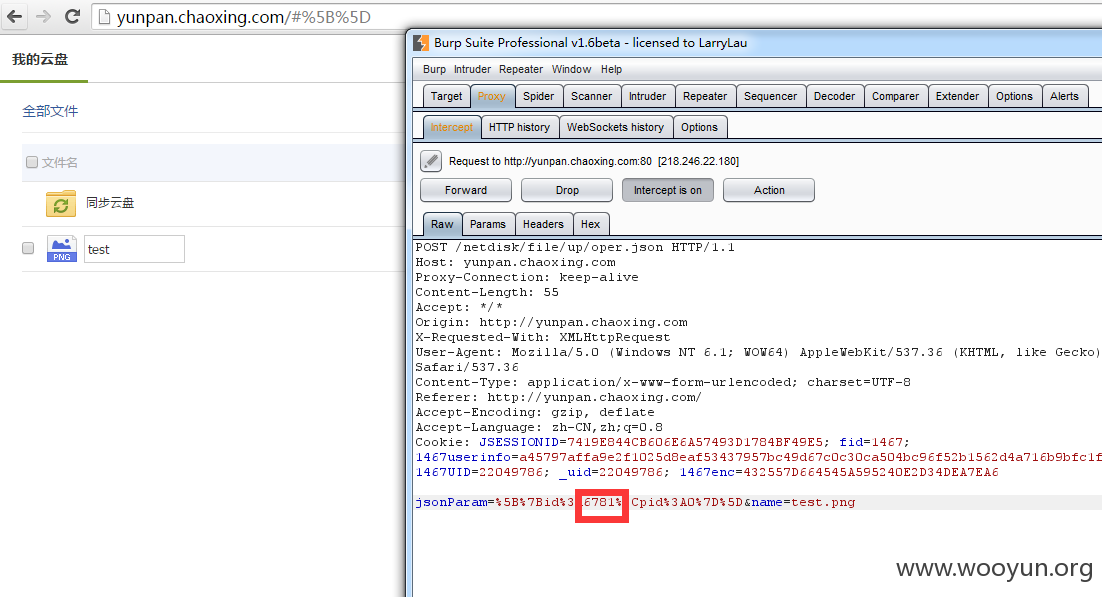 yunpan.chaoxing.com/#%5B%5D
我的云盘
全部文件
文件名
同步云盘
PNG
test
Burp Suite Professional v1.6beta - licensed to LarryLau
Burp Intruder Repeater Window Help
Target Proxy Spider Scanner Intruder Repeater Sequencer Decoder Comparer Extender Options Alerts
Intercept HTTP history WebSockets history Options
Request to http://yunpan.chaoxing.com:80 [218.246.22.180]
Forward Drop Intercept is on Action
Raw Params Headers Hex
POST /netdisk/file/up/oper.json HTTP/1.1
Host: yunpan.chaoxing.com
Proxy-Connection: keep-alive
Content-Length: 55
Accept: */*
Origin: http://yunpan.chaoxing.com
X-Requested-With: XMLHttpRequest
User-Agent: Mozilla/5.0 (Windows NT 6.1; WOW64) AppleWebKit/537.36 (KHTML, like Gecko)
Safari/537.36
Content-Type: application/x-www-form-urlencoded; charset=UTF-8
Referer: http://yunpan.chaoxing.com/
Accept-Encoding: gzip, deflate
Accept-Language: zh-CN,zh;q=0.8
Cookie: JSESSIONID=7419E844CB606E6A57493D1784BF49E5; fid=1467;
1467userinfo=a45797affa9e2f1025d8eaf53437957bc49d67c0c30ca504bc96f52b1562d4a716b9bfc1f
1467UID=22049786; _uid=22049786; 1467enc=432557D664545A595240E2D34DEA7EA6
jsonParam=%5B%7Bid%3 6781% Cpid%3A0%7D%5D&name=test.png
www.wooyun.org